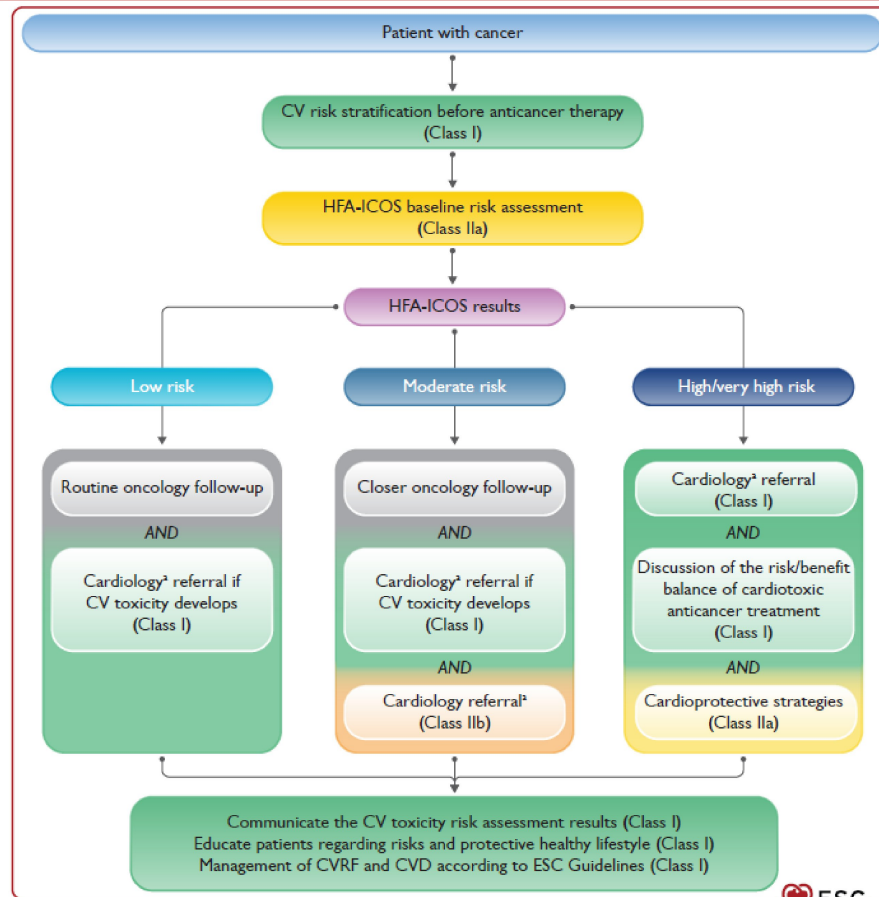 Patient with cancer
CV risk stratification before anticancer therapy
(Class I)
HFA-ICOS baseline risk assessment
(Class IIa)
HFA-ICOS results
Low risk
Moderate risk
High/very high risk
Routine oncology follow-up
AND
Cardiologyᵃ referral if
CV toxicity develops
(Class I)
Closer oncology follow-up
AND
Cardiologyᵃ referral if
CV toxicity develops
(Class I)
AND
Cardiology referralᵃ
(Class IIb)
Cardiologyᵃ referral
(Class I)
AND
Discussion of the risk/benefit
balance of cardiotoxic
anticancer treatment
(Class I)
AND
Cardioprotective strategies
(Class IIa)
Communicate the CV toxicity risk assessment results (Class I)
Educate patients regarding risks and protective healthy lifestyle (Class I)
Management of CVRF and CVD according to ESC Guidelines (Class I)
ESC